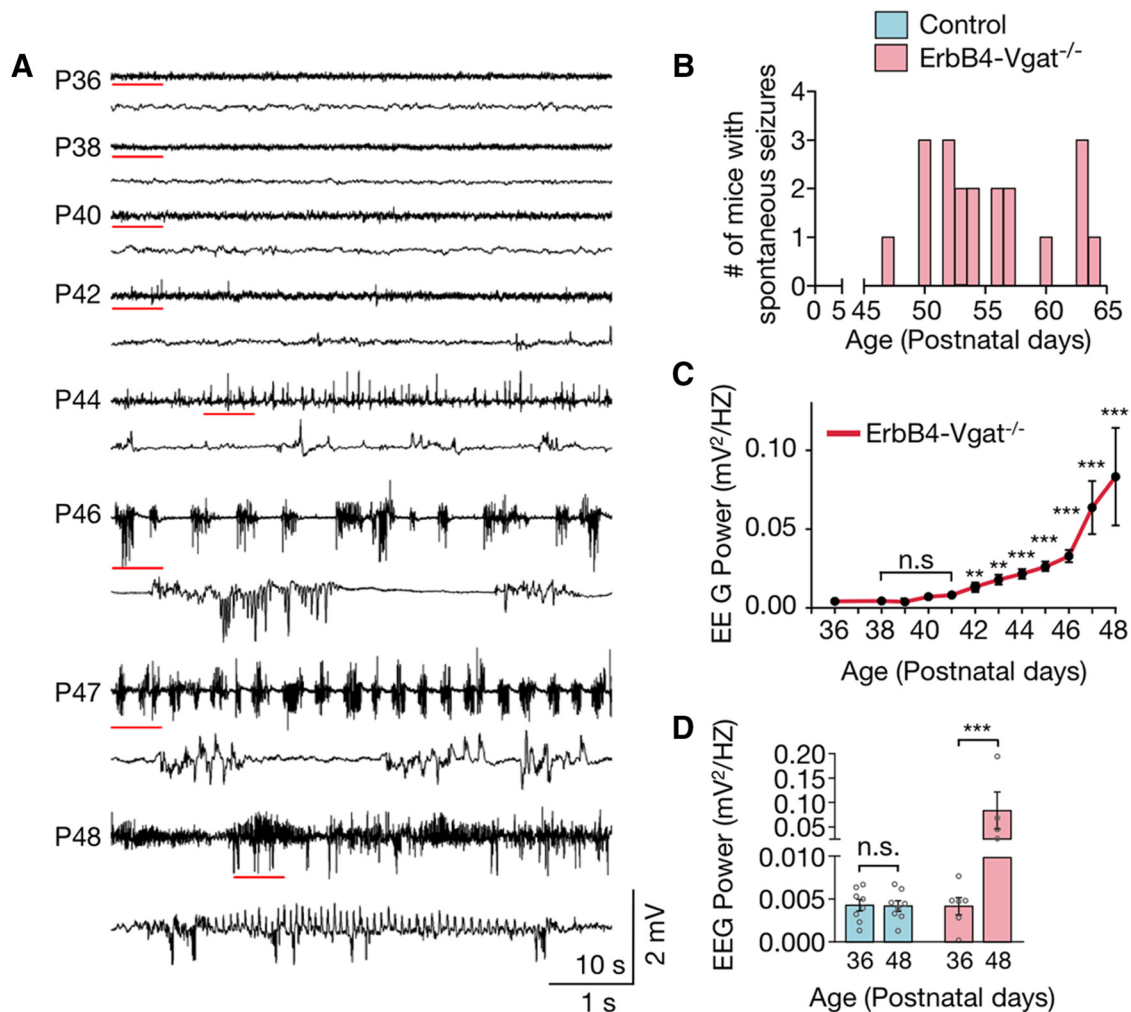 A
P36
P38
P40
P42
P44
P46
P47
P48
10 s
1 s
2 mV
Control
ErbB4-Vgat-/-
B
# of mice with
spontaneous seizures
4
3
2
1
0
0 5 45 50 55 60 65
Age (Postnatal days)
C
EE G Power (mV²/HZ)
ErbB4-Vgat-/-
0.10
0.05
0.00
n.s
** ** *** *** *** *** ***
36 38 40 42 44 46 48
Age (Postnatal days)
D
EEG Power (mV²/HZ)
0.20
0.15
0.10
0.05
0.010
0.005
0.000
n.s.
***
36 48 36 48
Age (Postnatal days)